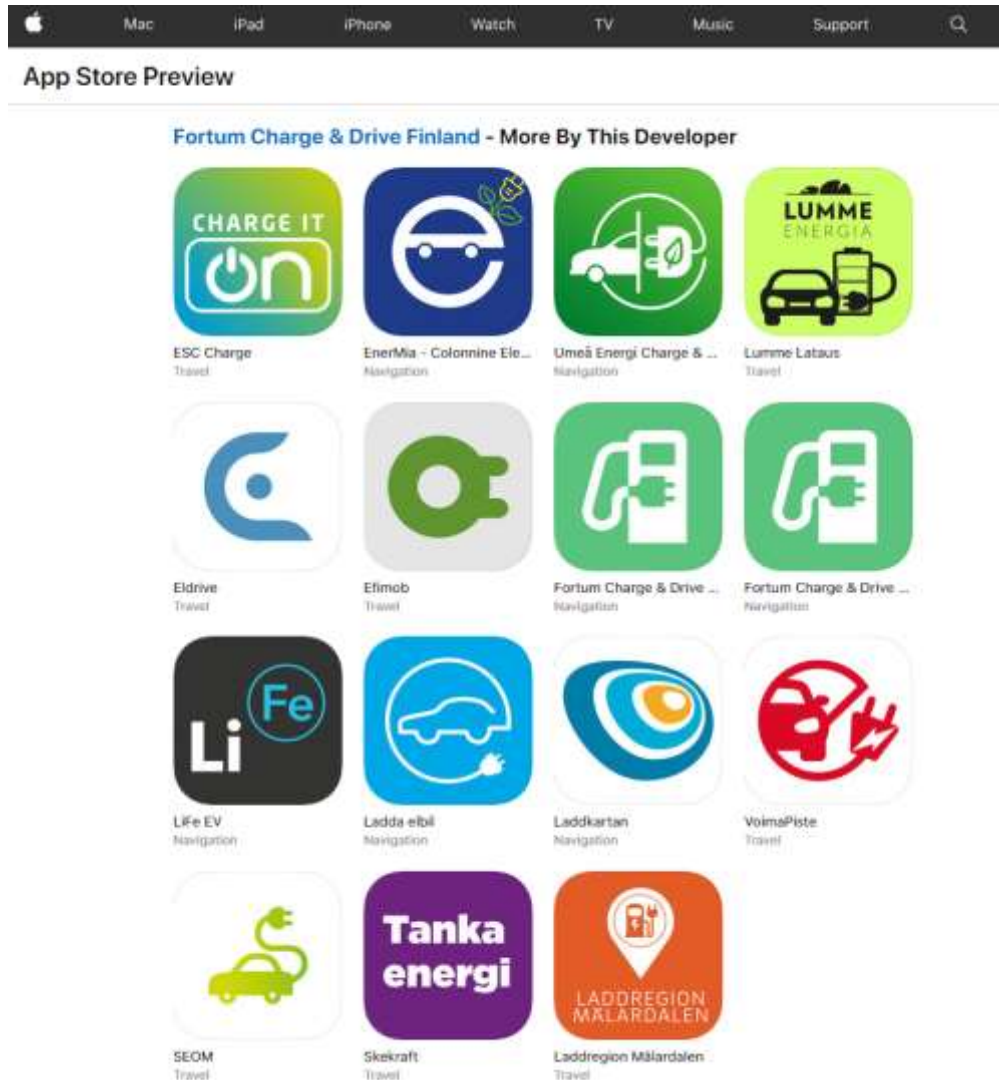 Mac iPad iPhone Watch TV Music Support
App Store Preview
Fortum Charge & Drive Finland - More By This Developer
CHARGE IT
on
LUMME
ENERGIA
ESC Charge
Travel
EnerMia - Colonnine Ele...
Navigation
Umeå Energi Charge & ...
Navigation
Lumme Lataus
Travel
Eldrive
Travel
Efimob
Travel
Fortum Charge & Drive ...
Navigation
Fortum Charge & Drive ...
Navigation
Li Fe
LiFe EV
Navigation
Ladda elbil
Navigation
Laddkartan
Navigation
VoimaPiste
Travel
Tanka
energi
LADDREGION
MÄLARDALEN
SEOM
Travel
Skekraft
Travel
Laddregion Mälardalen
Travel